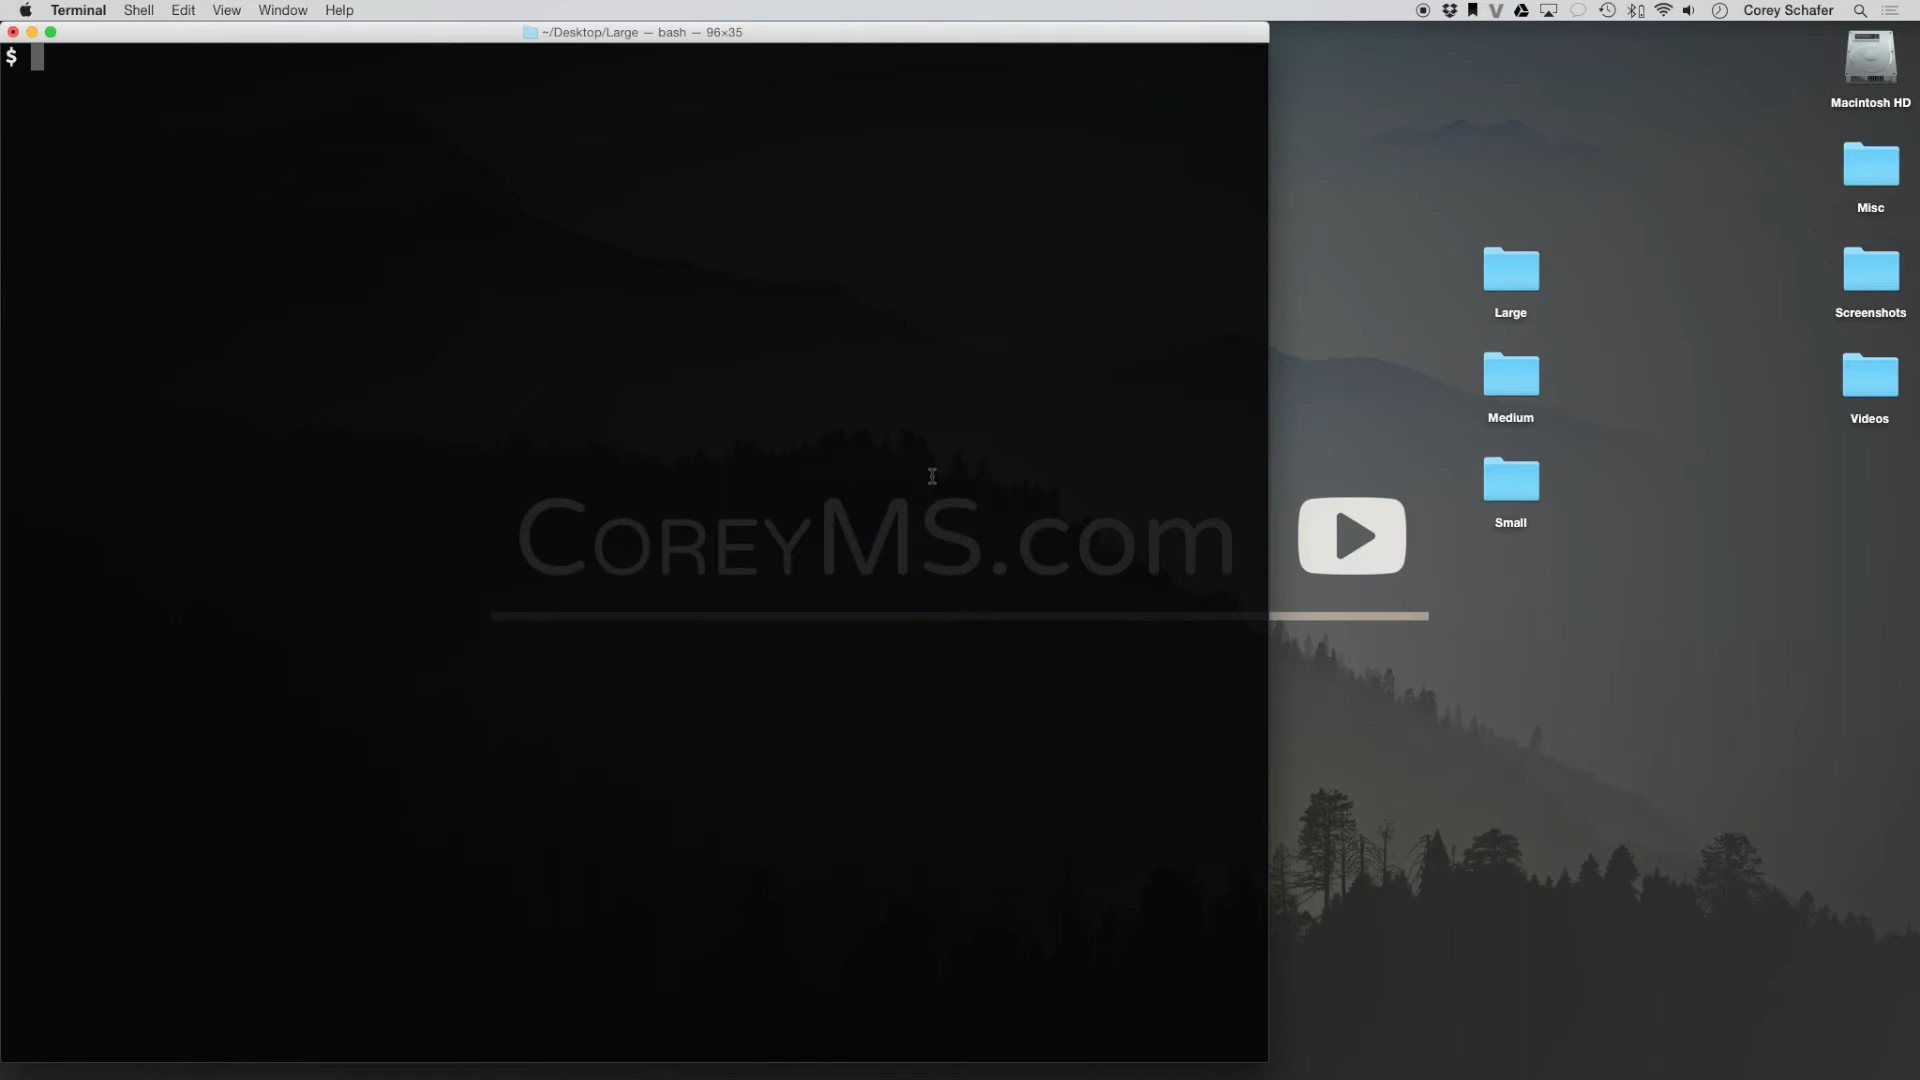 Terminal Shell Edit View Window Help Corey Schafer
~/Desktop/Large — bash — 96×35
$
Macintosh HD
Misc
Large
Screenshots
Medium
Videos
Small
CoreyMS.com